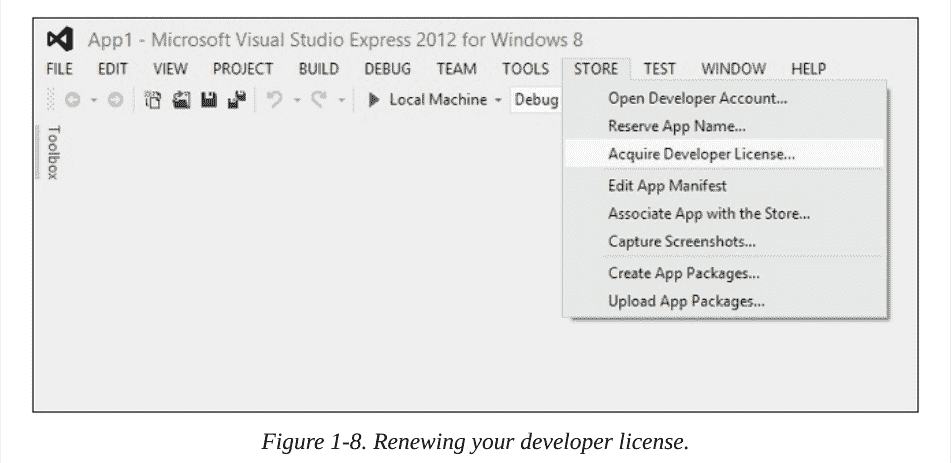 App1 - Microsoft Visual Studio Express 2012 for Windows 8
FILE EDIT VIEW PROJECT BUILD DEBUG TEAM TOOLS STORE TEST WINDOW HELP
Local Machine Debug
Toolbox
Open Developer Account...
Reserve App Name...
Acquire Developer License...
Edit App Manifest
Associate App with the Store...
Capture Screenshots...
Create App Packages...
Upload App Packages...
Figure 1-8. Renewing your developer license.